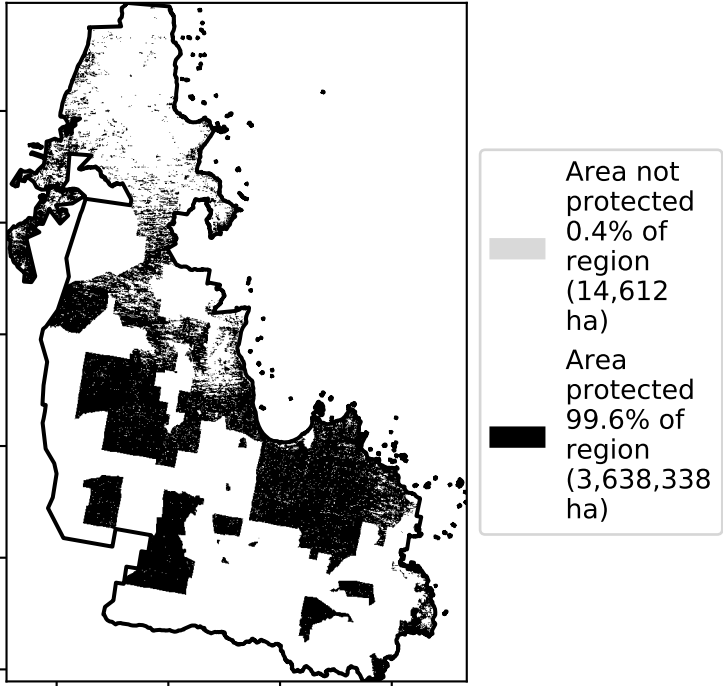 Area not
protected
0.4% of
region
(14,612
ha)
Area
protected
99.6% of
region
(3,638,338
ha)